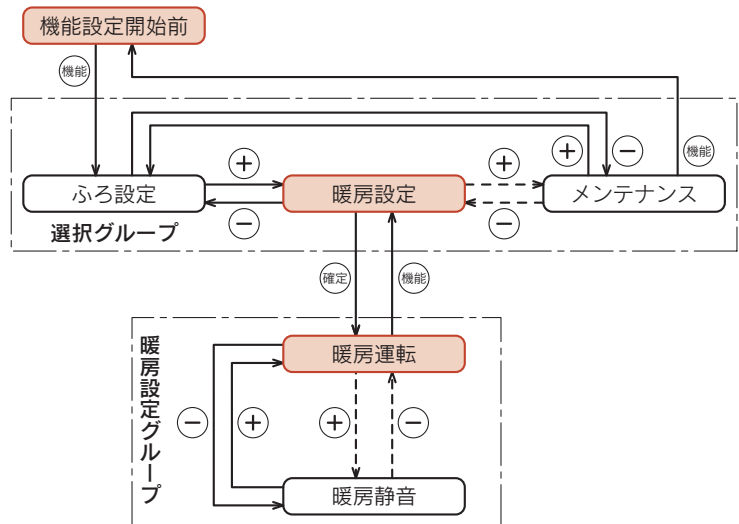 機能設定開始前
機能
＋
－
機能
＋
＋
ふろ設定
暖房設定
メンテナンス
－
－
選択グループ
確定
機能
暖房設定グループ
暖房運転
－
＋
＋
－
暖房静音